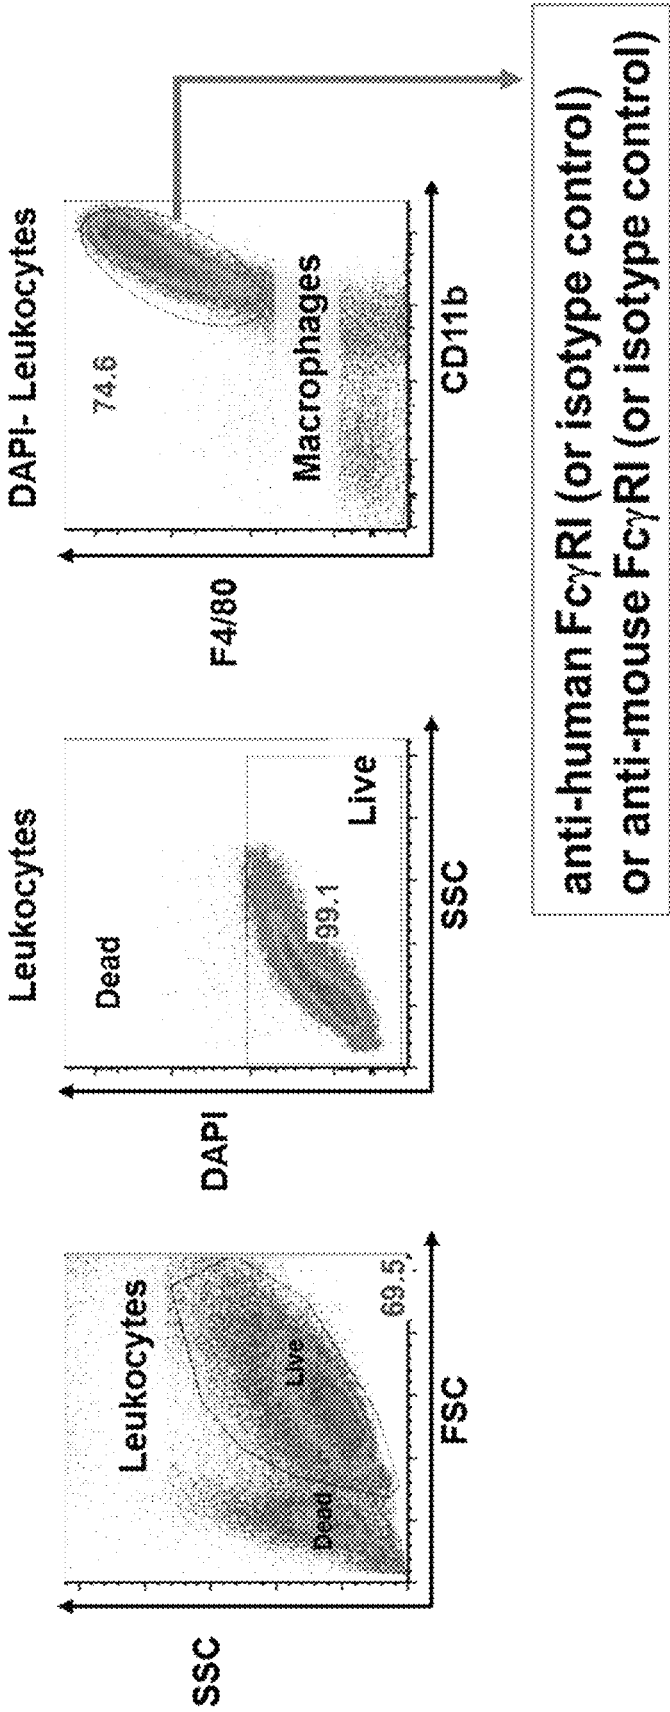 Leukocytes
Live
Dead
69.5
SSC
FSC
Leukocytes
Dead
99.1
Live
DAPI
SSC
DAPI- Leukocytes
74.6
Macrophages
F4/80
CD11b
anti-human FcγRI (or isotype control)
or anti-mouse FcγRI (or isotype control)